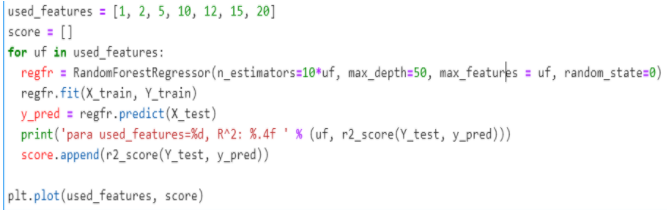 used_features = [1, 2, 5, 10, 12, 15, 20]
score = []
for uf in used_features:
  regfr = RandomForestRegressor(n_estimators=10*uf, max_depth=50, max_features = uf, random_state=0)
  regfr.fit(X_train, Y_train)
  y_pred = regfr.predict(X_test)
  print('para used_features=%d, R^2: %.4f ' % (uf, r2_score(Y_test, y_pred)))
  score.append(r2_score(Y_test, y_pred))

plt.plot(used_features, score)